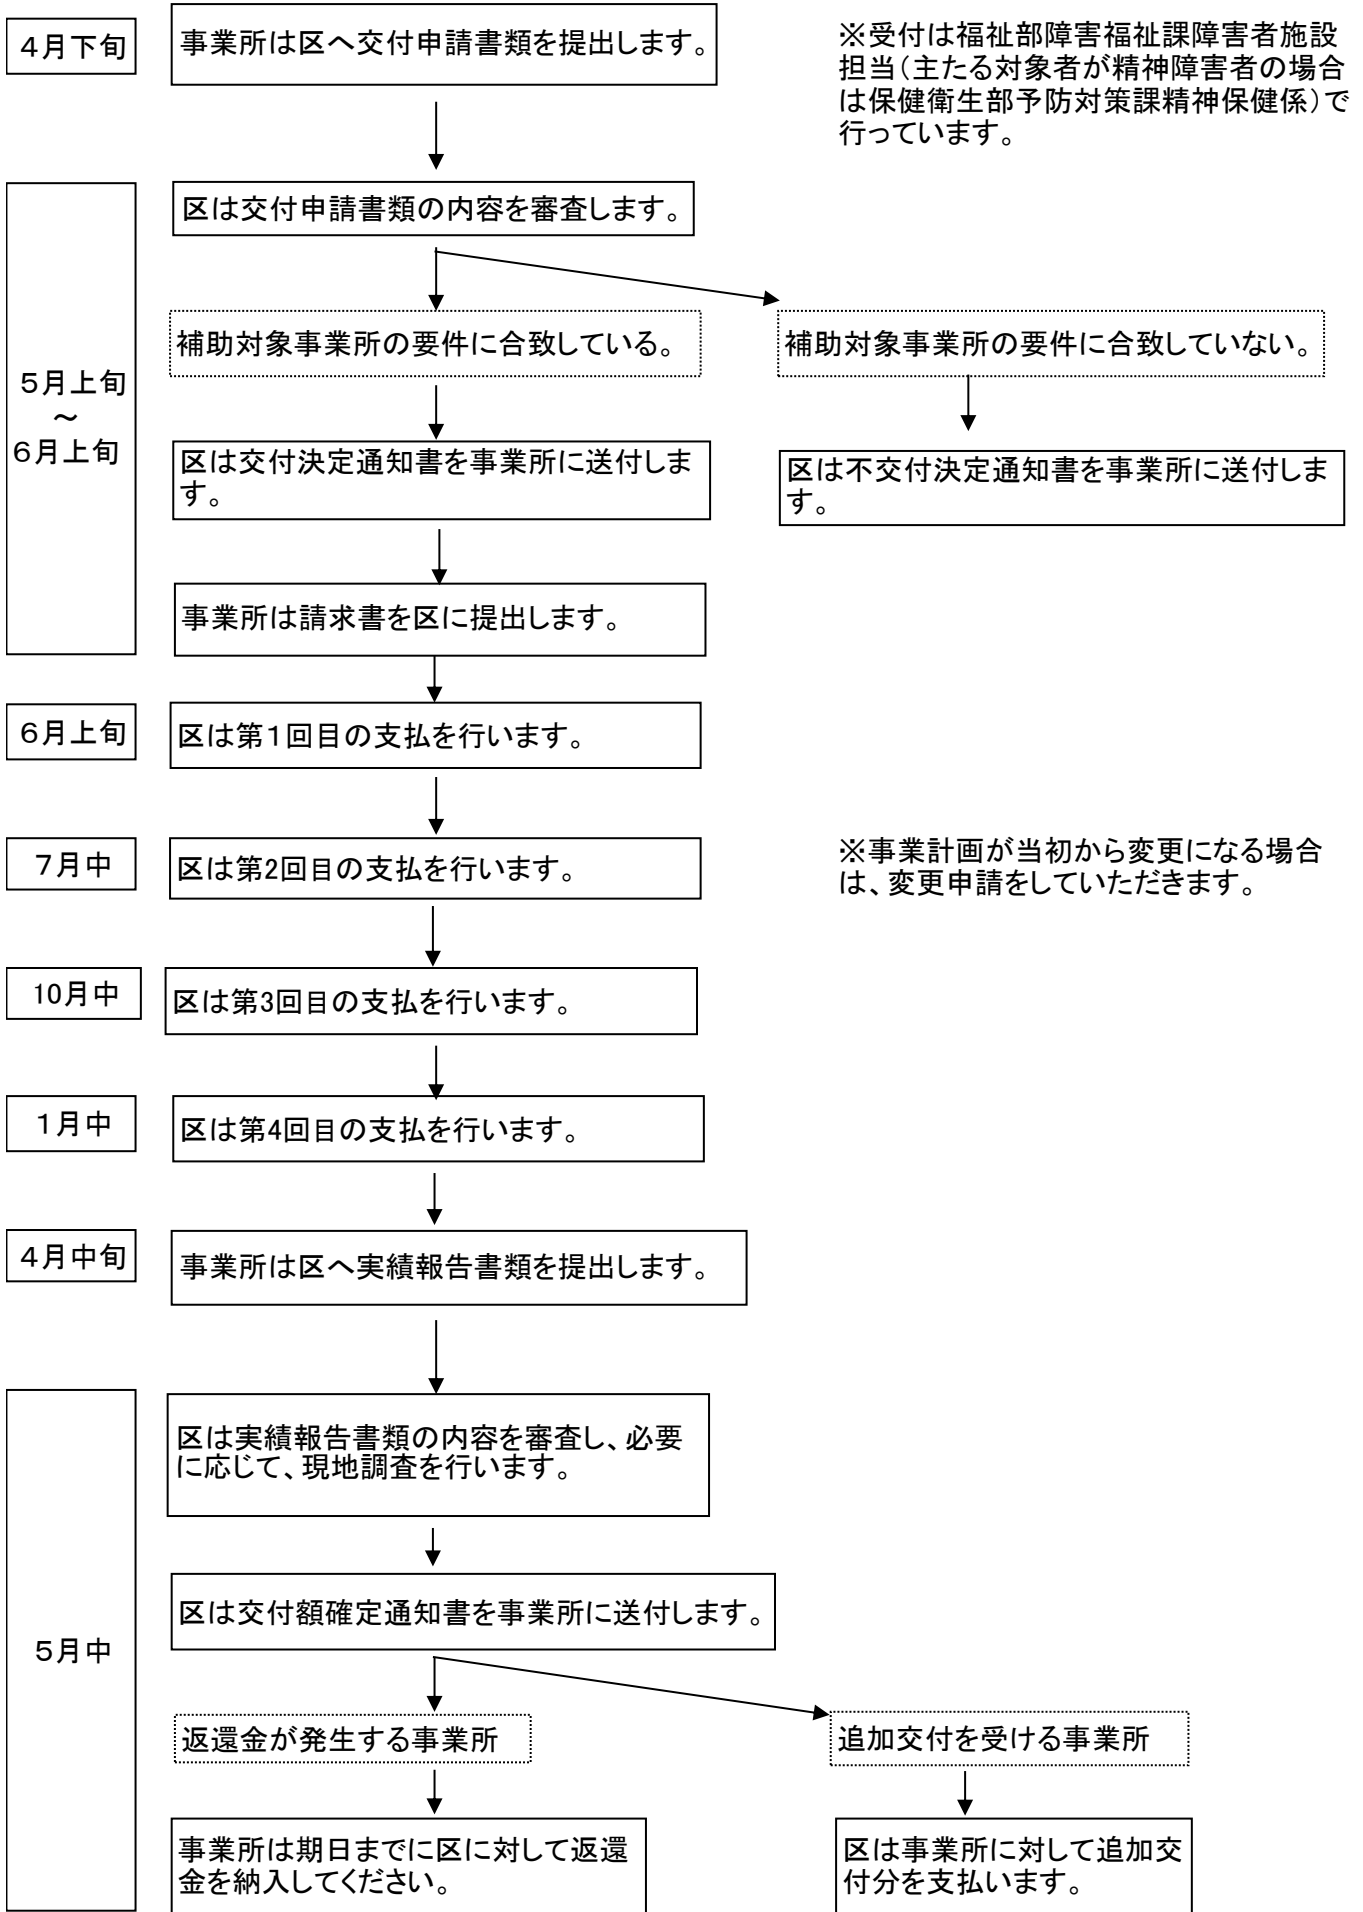 4月下旬
事業所は区へ交付申請書類を提出します。
※受付は福祉部障害福祉課障害者施設
担当（主たる対象者が精神障害者の場合
は保健衛生部予防対策課精神保健係）で
行っています。
区は交付申請書類の内容を審査します。
5月上旬
～
6月上旬
補助対象事業所の要件に合致している。
補助対象事業所の要件に合致していない。
区は交付決定通知書を事業所に送付しま
す。
区は不交付決定通知書を事業所に送付しま
す。
事業所は請求書を区に提出します。
6月上旬
区は第1回目の支払を行います。
7月中
区は第2回目の支払を行います。
※事業計画が当初から変更になる場合
は、変更申請をしていただきます。
10月中
区は第3回目の支払を行います。
1月中
区は第4回目の支払を行います。
4月中旬
事業所は区へ実績報告書類を提出します。
5月中
区は実績報告書類の内容を審査し、必要
に応じて、現地調査を行います。
区は交付額確定通知書を事業所に送付します。
返還金が発生する事業所
追加交付を受ける事業所
事業所は期日までに区に対して返還
金を納入してください。
区は事業所に対して追加交
付分を支払います。